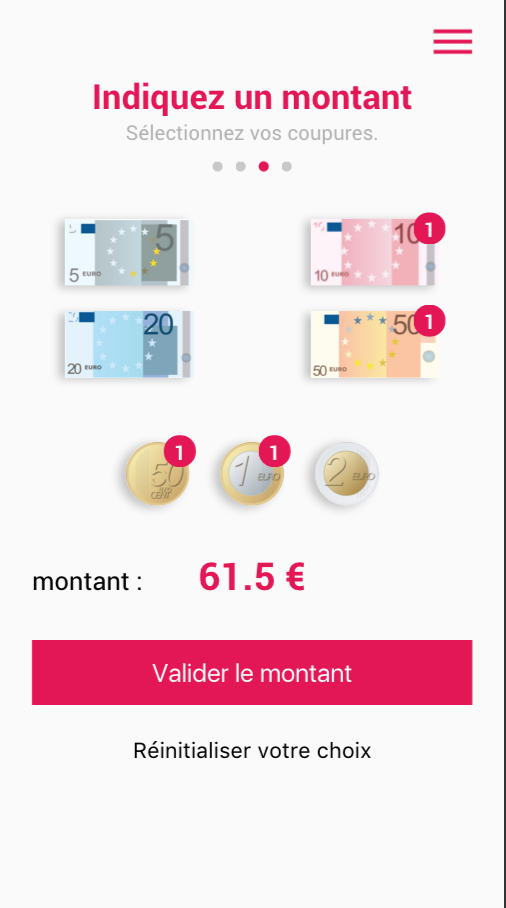 Indiquez un montant
Sélectionnez vos coupures.
5
5 EURO
10 1
10 EURO
20
20 EURO
50 1
50 EURO
1 1
50 1 EURO 2 EURO
CENT
montant : 61.5 €
Valider le montant
Réinitialiser votre choix